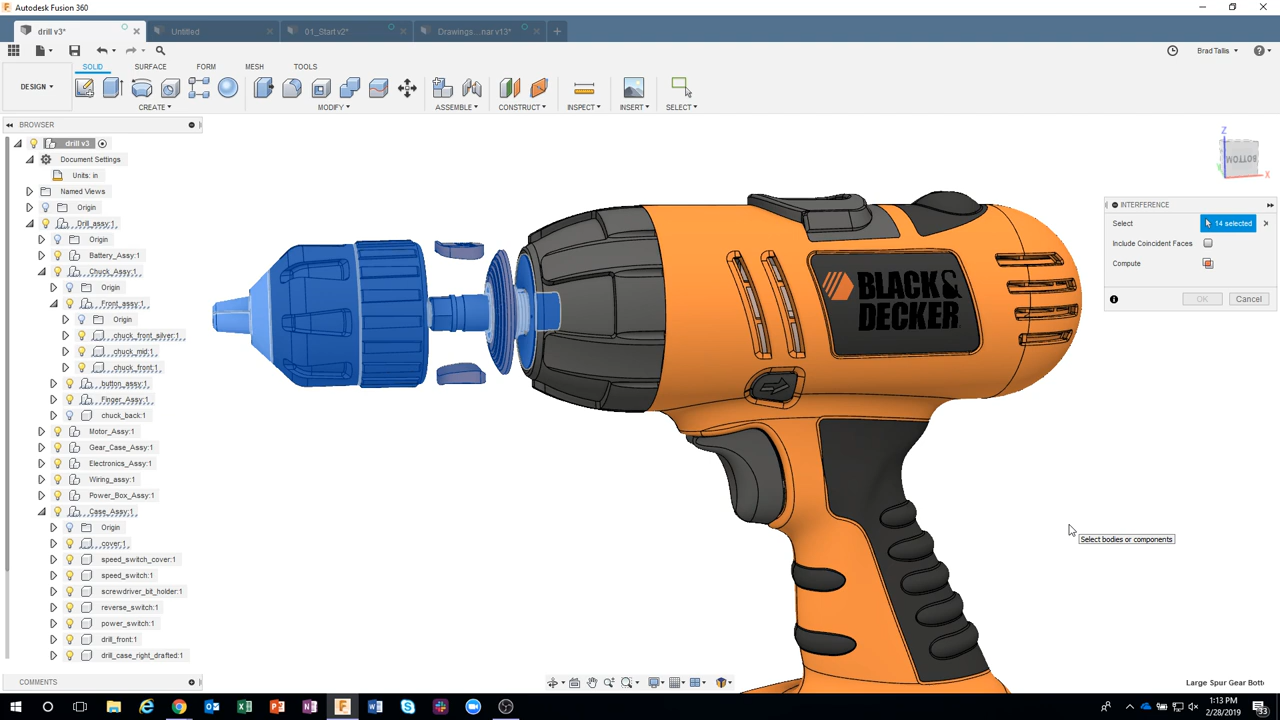 Autodesk Fusion 360
drill v3*
Untitled
01_Start v2*
Drawings...nar v13*
Brad Tallis
SOLID
SURFACE
FORM
MESH
TOOLS
DESIGN
CREATE
MODIFY
ASSEMBLE
CONSTRUCT
INSPECT
INSERT
SELECT
BROWSER
drill v3
Document Settings
Units: in
Named Views
Origin
Drill_assy:1
Origin
Battery_Assy:1
Chuck_Assy:1
Origin
Front_assy:1
Origin
chuck_front_silver:1
chuck_mid:1
chuck_front:1
button_assy:1
Finger_Assy:1
chuck_back:1
Motor_Assy:1
Gear_Case_Assy:1
Electronics_Assy:1
Wiring_assy:1
Power_Box_Assy:1
Case_Assy:1
Origin
cover:1
speed_switch_cover:1
speed_switch:1
screwdriver_bit_holder:1
reverse_switch:1
power_switch:1
drill_front:1
drill_case_right_drafted:1
BLACK&
DECKER
Z
X
BOTTOM
INTERFERENCE
Select
14 selected
Include Coincident Faces
Compute
OK
Cancel
Select bodies or components
COMMENTS
Large Spur Gear Bott
1:13 PM
2/28/2019
33